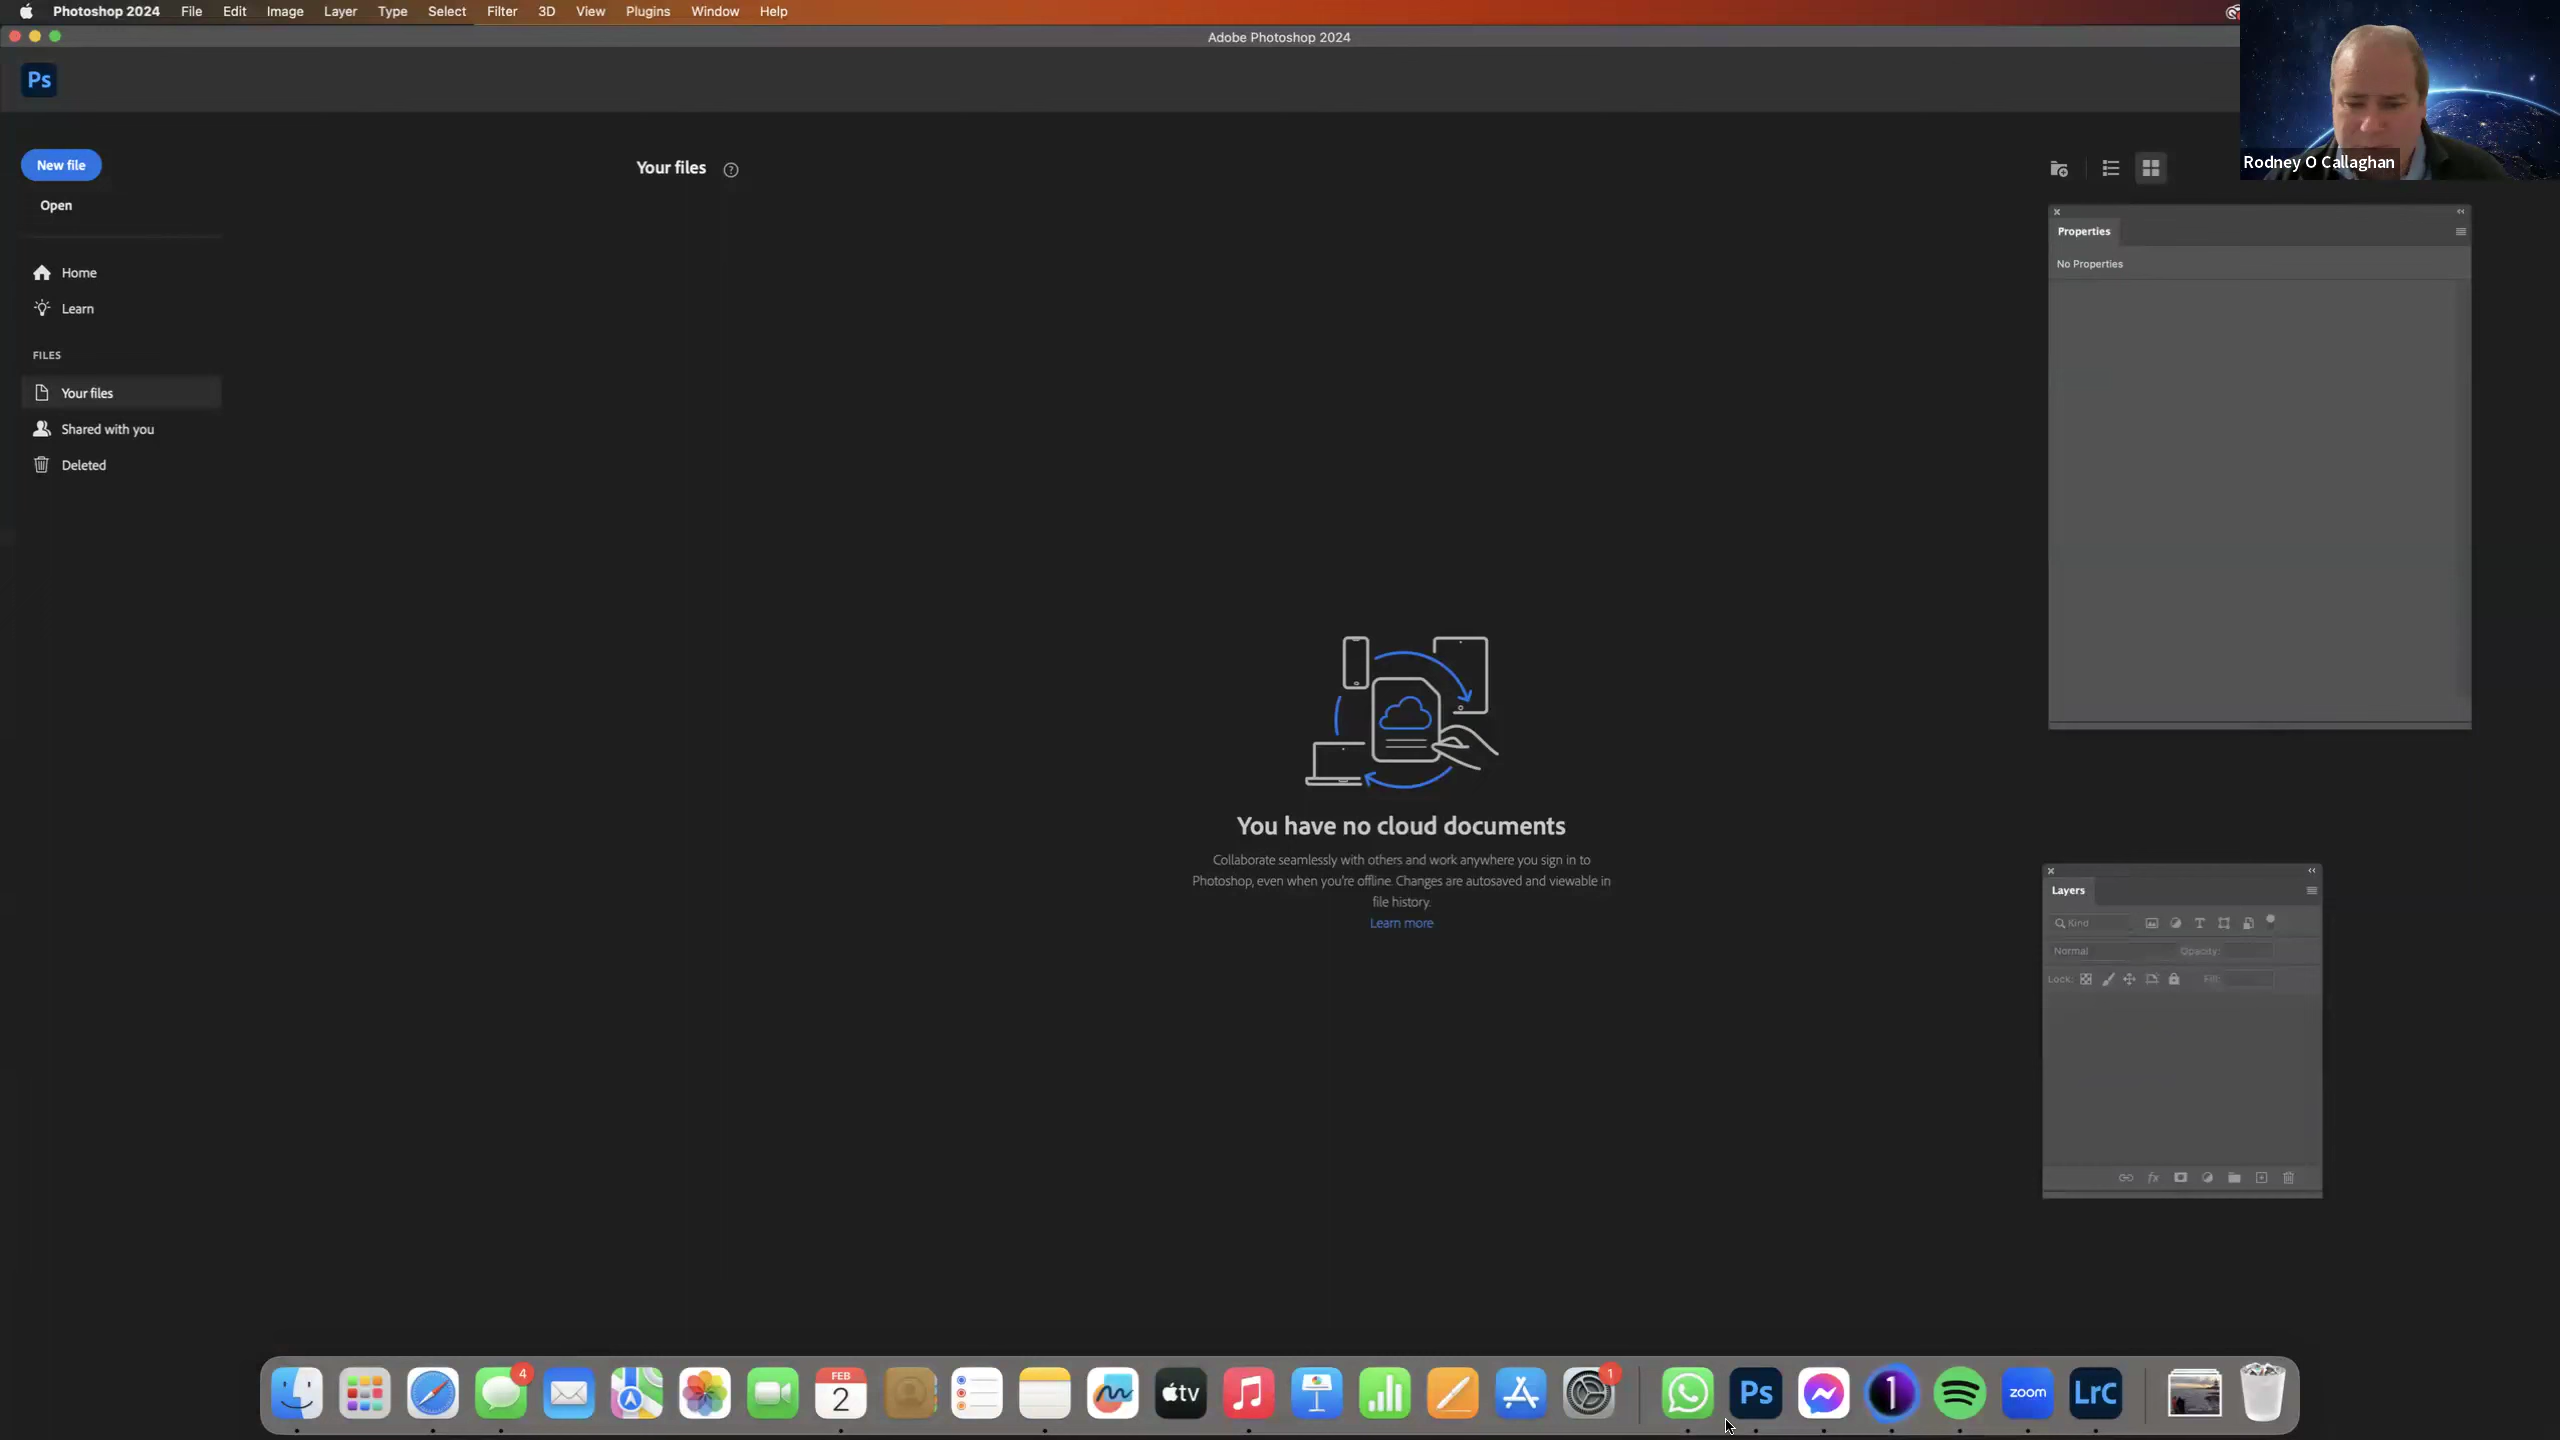 Photoshop 2024 File Edit Image Layer Type Select Filter 3D View Plugins Window Help
Adobe Photoshop 2024
Ps
Rodney O Callaghan
New file
Open
Home
Learn
FILES
Your files
Shared with you
Deleted
Your files ?
Properties
No Properties
You have no cloud documents
Collaborate seamlessly with others and work anywhere you sign in to
Photoshop, even when you're offline. Changes are autosaved and viewable in
file history.
Learn more
Layers
Kind
Normal Opacity:
Lock: Fill:
4
FEB
2
tv
1
Ps
1
zoom
LrC